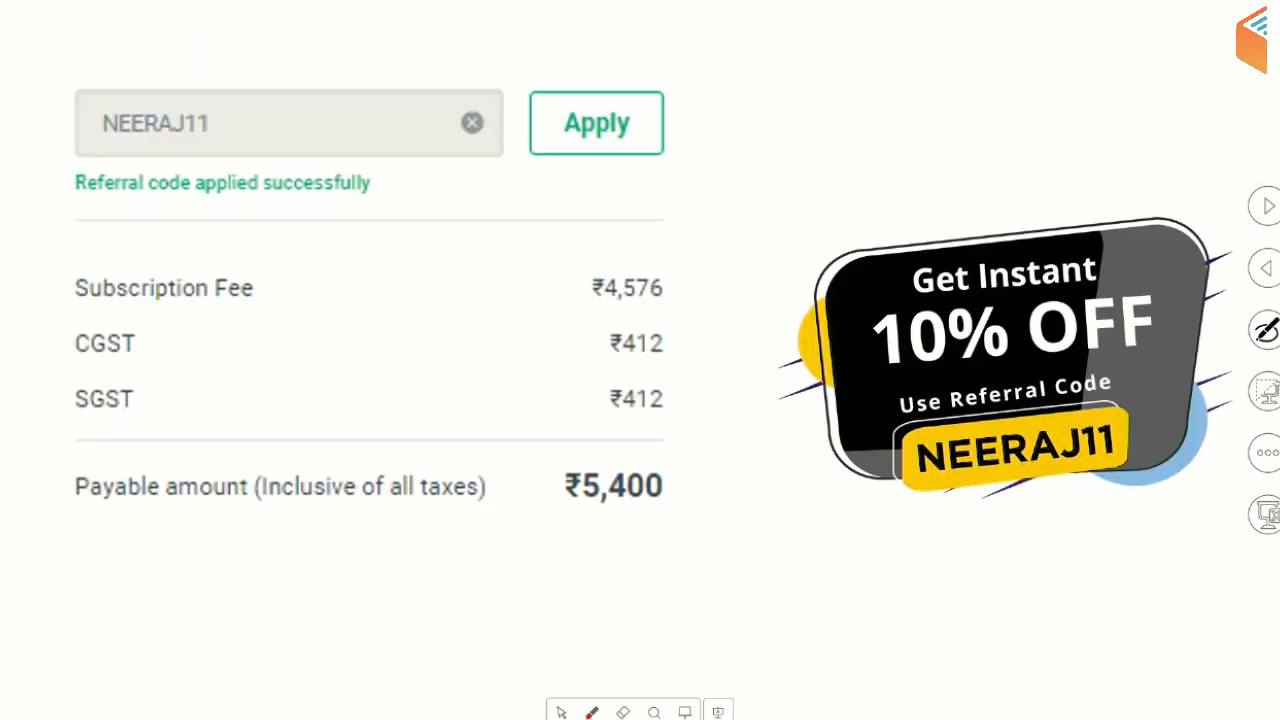 NEERAJ11
Apply
Referral code applied successfully
Subscription Fee ₹4,576
CGST ₹412
SGST ₹412
Payable amount (Inclusive of all taxes) ₹5,400
Get Instant
10% OFF
Use Referral Code
NEERAJ11